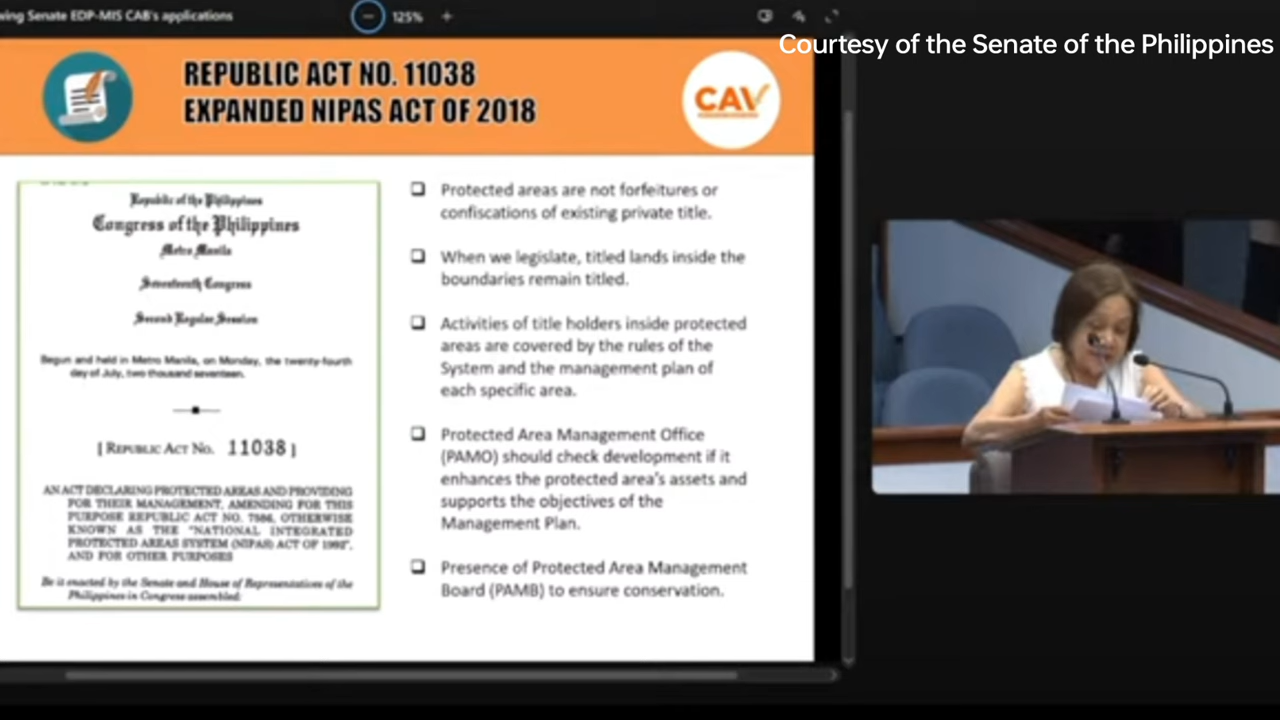 wing Senate EDP-MIS CAB's applications
125%
Courtesy of the Senate of the Philippines
REPUBLIC ACT NO. 11038
EXPANDED NIPAS ACT OF 2018
CAV
Republic of the Philippines
Congress of the Philippines
Metro Manila
Seventeenth Congress
Second Regular Session
Begun and held in Metro Manila, on Monday, the twenty-fourth
day of July, two thousand seventeen.
[ REPUBLIC ACT NO. 11038 ]
AN ACT DECLARING PROTECTED AREAS AND PROVIDING
FOR THEIR MANAGEMENT, AMENDING FOR THIS
PURPOSE REPUBLIC ACT NO. 7586, OTHERWISE
KNOWN AS THE "NATIONAL INTEGRATED
PROTECTED AREAS SYSTEM (NIPAS) ACT OF 1992",
AND FOR OTHER PURPOSES
Be it enacted by the Senate and House of Representatives of the
Philippines in Congress assembled:
Protected areas are not forfeitures or
confiscations of existing private title.
When we legislate, titled lands inside the
boundaries remain titled.
Activities of title holders inside protected
areas are covered by the rules of the
System and the management plan of
each specific area.
Protected Area Management Office
(PAMO) should check development if it
enhances the protected area's assets and
supports the objectives of the
Management Plan.
Presence of Protected Area Management
Board (PAMB) to ensure conservation.